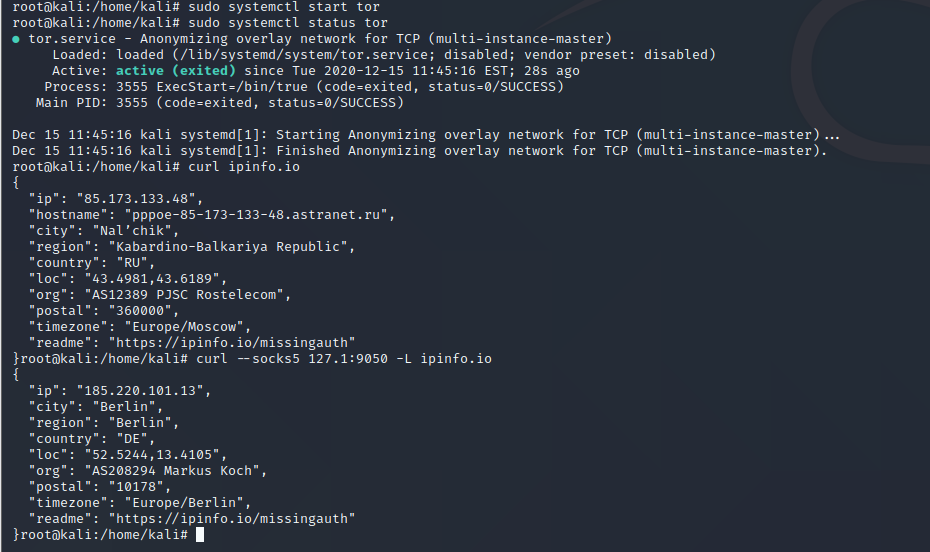 root@kali:/home/kali# sudo systemctl start tor
root@kali:/home/kali# sudo systemctl status tor
● tor.service - Anonymizing overlay network for TCP (multi-instance-master)
     Loaded: loaded (/lib/systemd/system/tor.service; disabled; vendor preset: disabled)
     Active: active (exited) since Tue 2020-12-15 11:45:16 EST; 28s ago
    Process: 3555 ExecStart=/bin/true (code=exited, status=0/SUCCESS)
   Main PID: 3555 (code=exited, status=0/SUCCESS)

Dec 15 11:45:16 kali systemd[1]: Starting Anonymizing overlay network for TCP (multi-instance-master)...
Dec 15 11:45:16 kali systemd[1]: Finished Anonymizing overlay network for TCP (multi-instance-master).
root@kali:/home/kali# curl ipinfo.io
{
  "ip": "85.173.133.48",
  "hostname": "pppoe-85-173-133-48.astranet.ru",
  "city": "Nal’chik",
  "region": "Kabardino-Balkariya Republic",
  "country": "RU",
  "loc": "43.4981,43.6189",
  "org": "AS12389 PJSC Rostelecom",
  "postal": "360000",
  "timezone": "Europe/Moscow",
  "readme": "https://ipinfo.io/missingauth"
}root@kali:/home/kali# curl --socks5 127.1:9050 -L ipinfo.io
{
  "ip": "185.220.101.13",
  "city": "Berlin",
  "region": "Berlin",
  "country": "DE",
  "loc": "52.5244,13.4105",
  "org": "AS208294 Markus Koch",
  "postal": "10178",
  "timezone": "Europe/Berlin",
  "readme": "https://ipinfo.io/missingauth"
}root@kali:/home/kali#